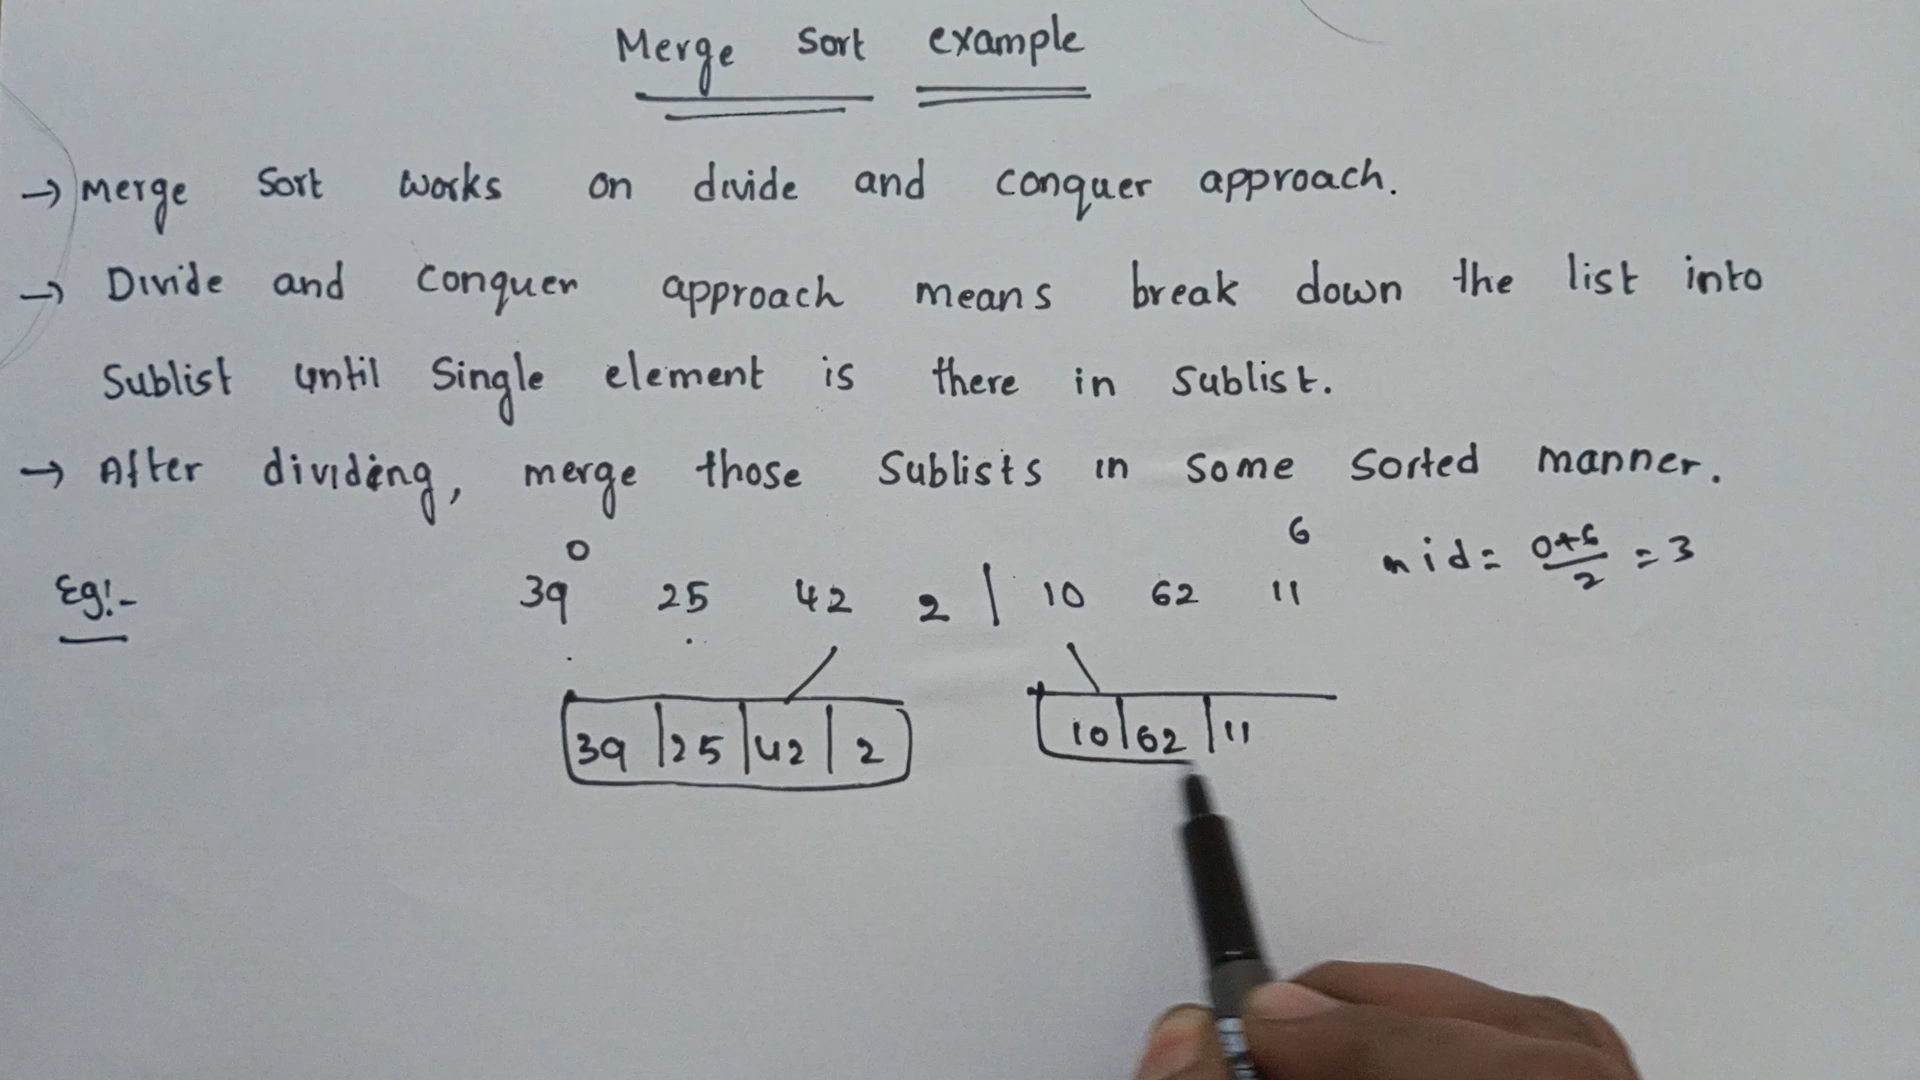 Merge Sort example
→ Merge Sort works on divide and conquer approach.
→ Divide and conquer approach means break down the list into
Sublist until Single element is there in Sublist.
→ After dividing, merge those Sublists in some Sorted manner.
0 6
Eg:- 39 25 42 2 | 10 62 11 mid = 0+6/2 = 3
39 | 25 | 42 | 2 10 | 62 | 11